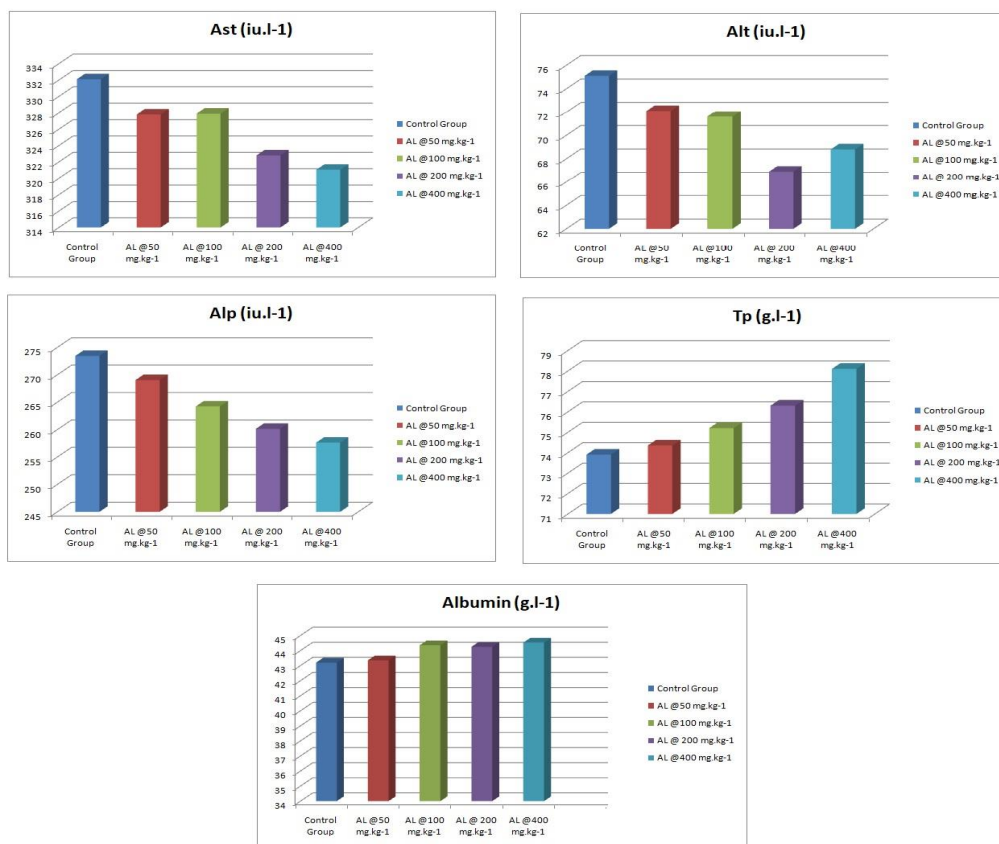 Ast (iu.l-1)
334
332
330
328
326
324
322
320
318
316
314
Control
Group
AL @50
mg.kg-1
AL @100
mg.kg-1
AL @ 200
mg.kg-1
AL @400
mg.kg-1
Control Group
AL @50 mg.kg-1
AL @100 mg.kg-1
AL @ 200 mg.kg-1
AL @400 mg.kg-1
Alt (iu.l-1)
76
74
72
70
68
66
64
62
Control
Group
AL @50
mg.kg-1
AL @100
mg.kg-1
AL @ 200
mg.kg-1
AL @400
mg.kg-1
Control Group
AL @50 mg.kg-1
AL @100 mg.kg-1
AL @ 200 mg.kg-1
AL @400 mg.kg-1
Alp (iu.l-1)
275
270
265
260
255
250
245
Control
Group
AL @50
mg.kg-1
AL @100
mg.kg-1
AL @ 200
mg.kg-1
AL @400
mg.kg-1
Control Group
AL @50 mg.kg-1
AL @100 mg.kg-1
AL @ 200 mg.kg-1
AL @400 mg.kg-1
Tp (g.l-1)
79
78
77
76
75
74
73
72
71
Control
Group
AL @50
mg.kg-1
AL @100
mg.kg-1
AL @ 200
mg.kg-1
AL @400
mg.kg-1
Control Group
AL @50 mg.kg-1
AL @100 mg.kg-1
AL @ 200 mg.kg-1
AL @400 mg.kg-1
Albumin (g.l-1)
45
44
43
42
41
40
39
38
37
36
35
34
Control
Group
AL @50
mg.kg-1
AL @100
mg.kg-1
AL @ 200
mg.kg-1
AL @400
mg.kg-1
Control Group
AL @50 mg.kg-1
AL @100 mg.kg-1
AL @ 200 mg.kg-1
AL @400 mg.kg-1